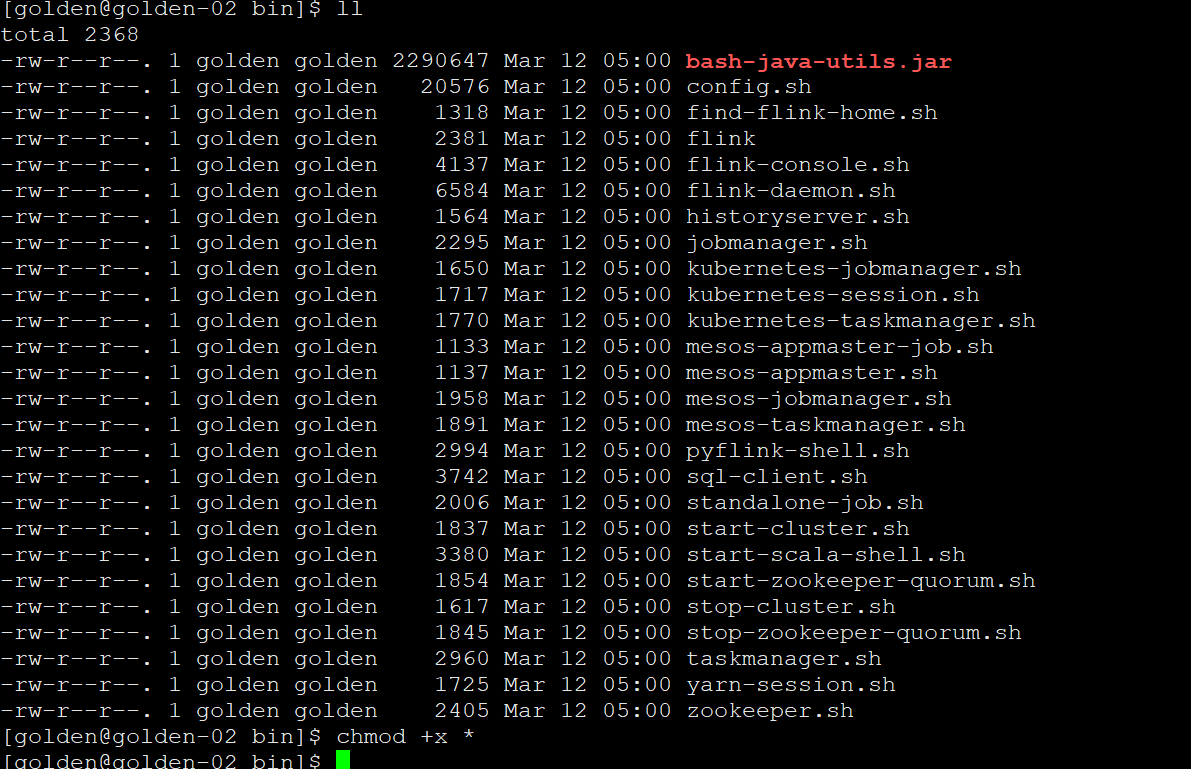 [golden@golden-02 bin]$ ll
total 2368
-rw-r--r--. 1 golden golden 2290647 Mar 12 05:00 bash-java-utils.jar
-rw-r--r--. 1 golden golden   20576 Mar 12 05:00 config.sh
-rw-r--r--. 1 golden golden    1318 Mar 12 05:00 find-flink-home.sh
-rw-r--r--. 1 golden golden    2381 Mar 12 05:00 flink
-rw-r--r--. 1 golden golden    4137 Mar 12 05:00 flink-console.sh
-rw-r--r--. 1 golden golden    6584 Mar 12 05:00 flink-daemon.sh
-rw-r--r--. 1 golden golden    1564 Mar 12 05:00 historyserver.sh
-rw-r--r--. 1 golden golden    2295 Mar 12 05:00 jobmanager.sh
-rw-r--r--. 1 golden golden    1650 Mar 12 05:00 kubernetes-jobmanager.sh
-rw-r--r--. 1 golden golden    1717 Mar 12 05:00 kubernetes-session.sh
-rw-r--r--. 1 golden golden    1770 Mar 12 05:00 kubernetes-taskmanager.sh
-rw-r--r--. 1 golden golden    1133 Mar 12 05:00 mesos-appmaster-job.sh
-rw-r--r--. 1 golden golden    1137 Mar 12 05:00 mesos-appmaster.sh
-rw-r--r--. 1 golden golden    1958 Mar 12 05:00 mesos-jobmanager.sh
-rw-r--r--. 1 golden golden    1891 Mar 12 05:00 mesos-taskmanager.sh
-rw-r--r--. 1 golden golden    2994 Mar 12 05:00 pyflink-shell.sh
-rw-r--r--. 1 golden golden    3742 Mar 12 05:00 sql-client.sh
-rw-r--r--. 1 golden golden    2006 Mar 12 05:00 standalone-job.sh
-rw-r--r--. 1 golden golden    1837 Mar 12 05:00 start-cluster.sh
-rw-r--r--. 1 golden golden    3380 Mar 12 05:00 start-scala-shell.sh
-rw-r--r--. 1 golden golden    1854 Mar 12 05:00 start-zookeeper-quorum.sh
-rw-r--r--. 1 golden golden    1617 Mar 12 05:00 stop-cluster.sh
-rw-r--r--. 1 golden golden    1845 Mar 12 05:00 stop-zookeeper-quorum.sh
-rw-r--r--. 1 golden golden    2960 Mar 12 05:00 taskmanager.sh
-rw-r--r--. 1 golden golden    1725 Mar 12 05:00 yarn-session.sh
-rw-r--r--. 1 golden golden    2405 Mar 12 05:00 zookeeper.sh
[golden@golden-02 bin]$ chmod +x *
[golden@golden-02 bin]$